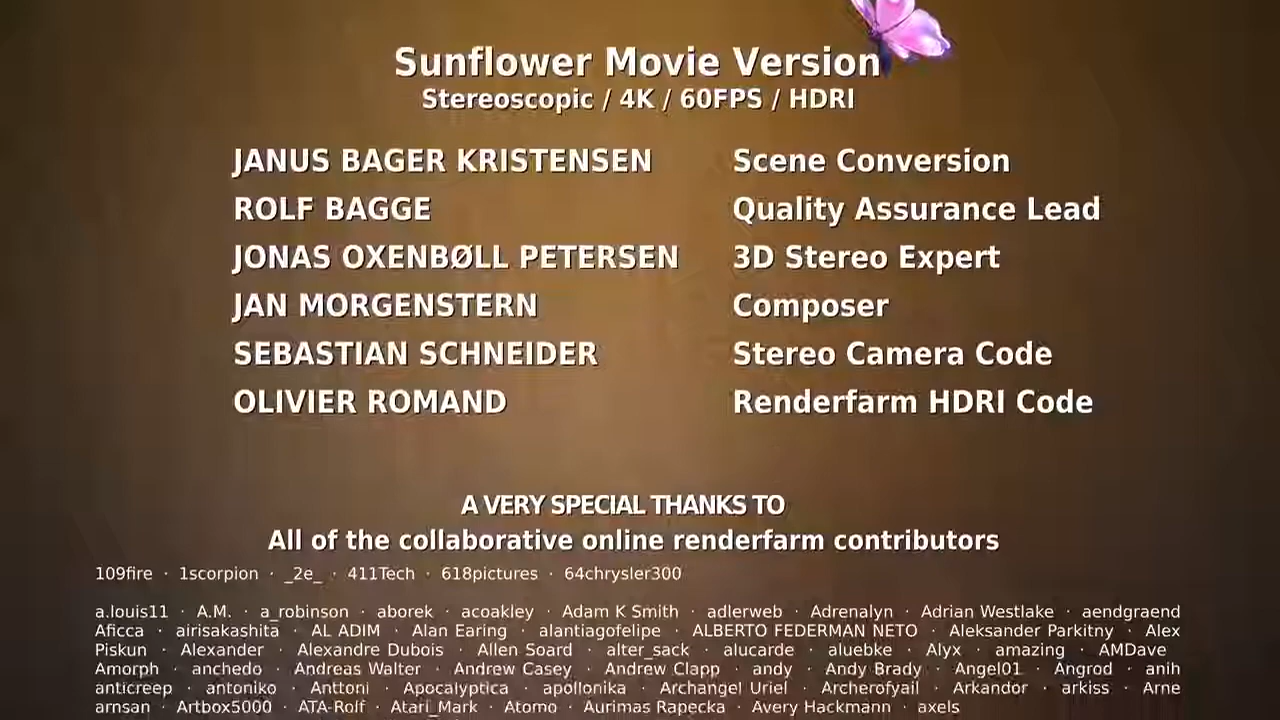 Sunflower Movie Version
Stereoscopic / 4K / 60FPS / HDRI
JANUS BAGER KRISTENSEN Scene Conversion
ROLF BAGGE Quality Assurance Lead
JONAS OXENBØLL PETERSEN 3D Stereo Expert
JAN MORGENSTERN Composer
SEBASTIAN SCHNEIDER Stereo Camera Code
OLIVIER ROMAND Renderfarm HDRI Code
A VERY SPECIAL THANKS TO
All of the collaborative online renderfarm contributors
109fire · 1scorpion · _2e_ · 411Tech · 618pictures · 64chrysler300
a.louis11 · A.M. · a_robinson · aborek · acoakley · Adam K Smith · adlerweb · Adrenalyn · Adrian Westlake · aendgraend
Aficca · airisakashita · AL ADIM · Alan Earing · alantiagofelipe · ALBERTO FEDERMAN NETO · Aleksander Parkitny · Alex
Piskun · Alexander · Alexandre Dubois · Allen Soard · alter_sack · alucarde · aluebke · Alyx · amazing · AMDave
Amorph · anchedo · Andreas Walter · Andrew Casey · Andrew Clapp · andy · Andy Brady · Angel01 · Angrod · anih
anticreep · antoniko · Anttoni · Apocalyptica · apollonika · Archangel Uriel · Archerofyail · Arkandor · arkiss · Arne
arnsan · Artbox5000 · ATA-Rolf · Atari_Mark · Atomo · Aurimas Rapecka · Avery Hackmann · axels